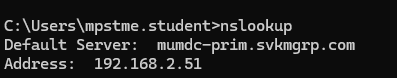 C:\Users\mpstme.student>nslookup
Default Server:  mumdc-prim.svkmgrp.com
Address:  192.168.2.51